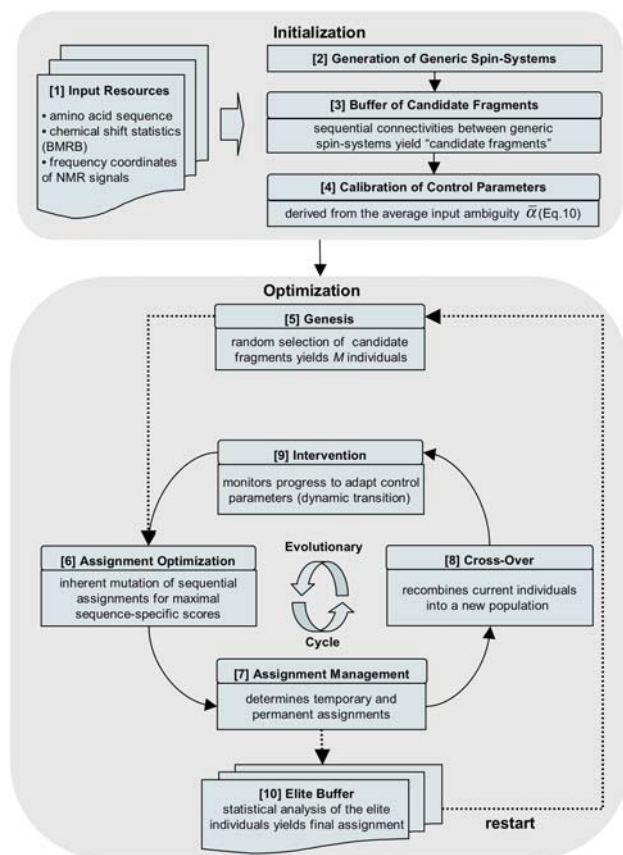 Initialization
[1] Input Resources
• amino acid sequence
• chemical shift statistics
(BMRB)
• frequency coordinates
of NMR signals
[2] Generation of Generic Spin-Systems
[3] Buffer of Candidate Fragments
sequential connectivities between generic
spin-systems yield "candidate fragments"
[4] Calibration of Control Parameters
derived from the average input ambiguity ᾱ (Eq.10)
Optimization
[5] Genesis
random selection of candidate
fragments yields M individuals
[9] Intervention
monitors progress to adapt control
parameters (dynamic transition)
[6] Assignment Optimization
inherent mutation of sequential
assignments for maximal
sequence-specific scores
Evolutionary
Cycle
[8] Cross-Over
recombines current individuals
into a new population
[7] Assignment Management
determines temporary and
permanent assignments
[10] Elite Buffer
statistical analysis of the elite
individuals yields final assignment
restart